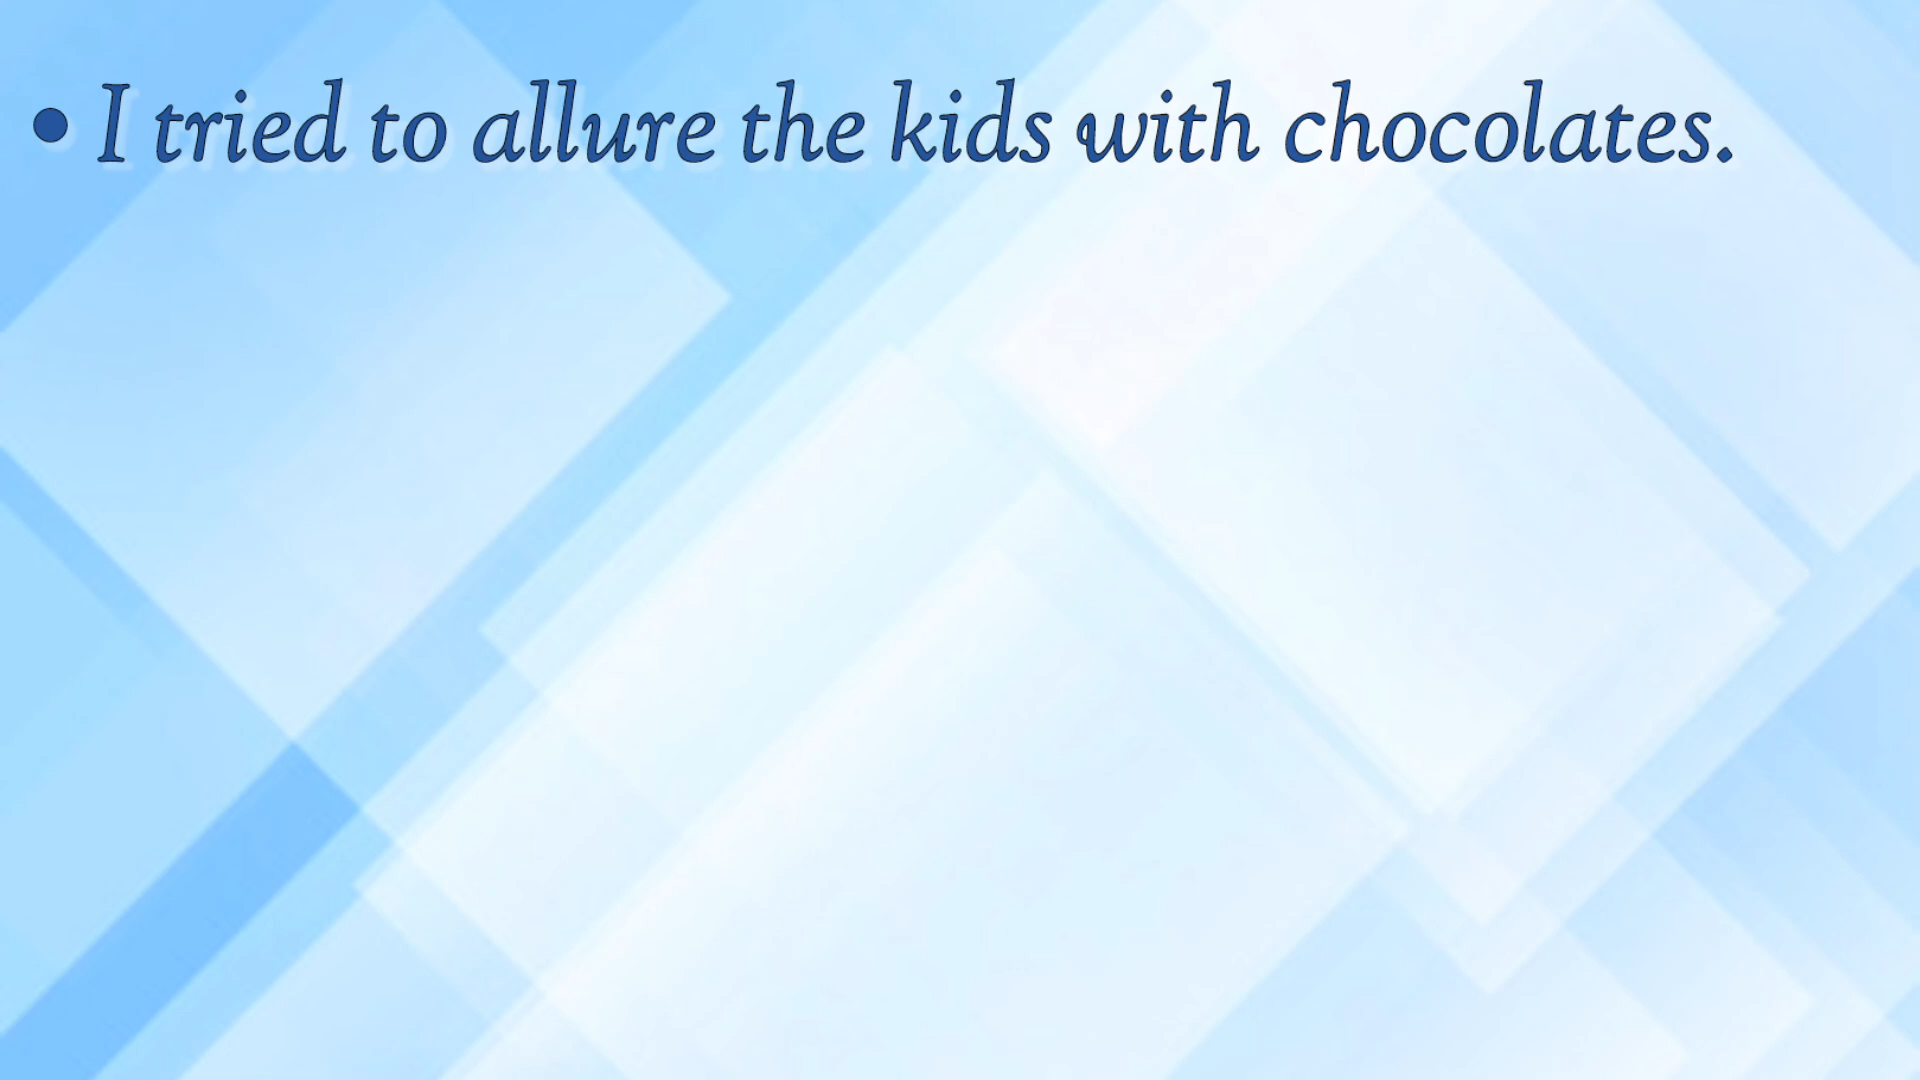 • I tried to allure the kids with chocolates.